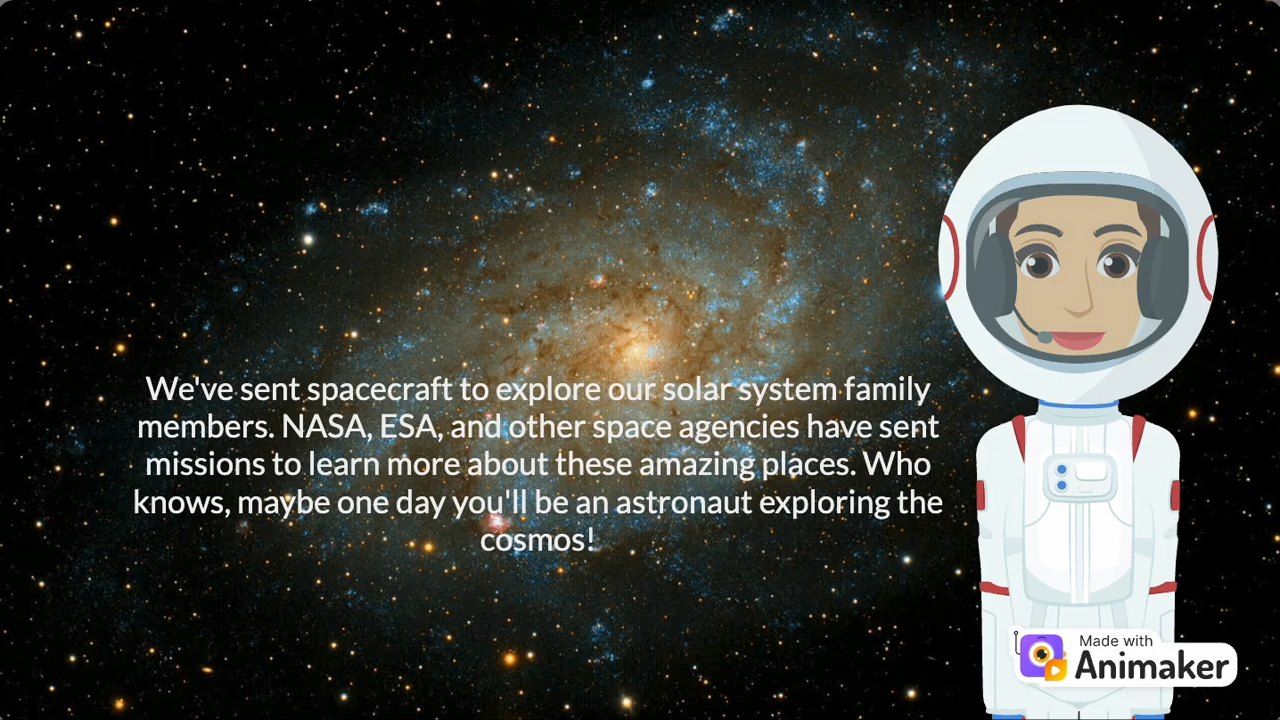 We've sent spacecraft to explore our solar system family
members. NASA, ESA, and other space agencies have sent
missions to learn more about these amazing places. Who
knows, maybe one day you'll be an astronaut exploring the
cosmos!
Made with
Animaker